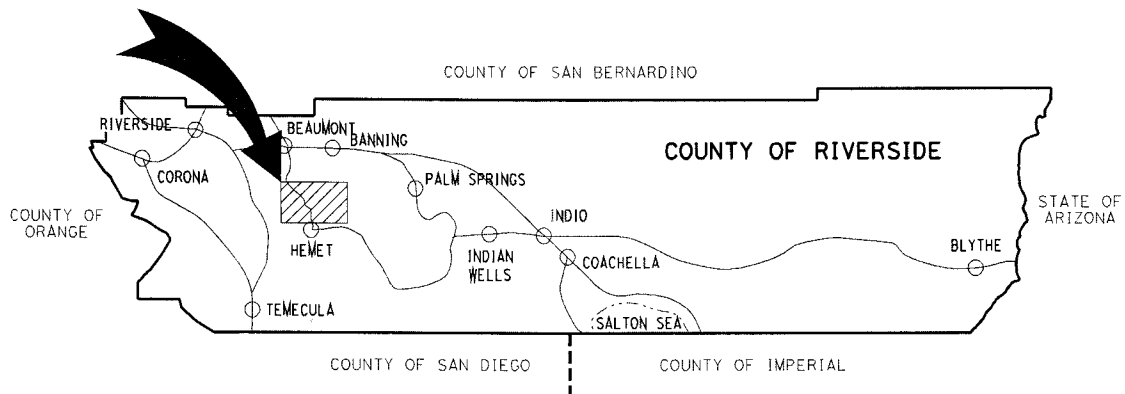 COUNTY OF SAN BERNARDINO
RIVERSIDE
BEAUMONT
BANNING
COUNTY OF RIVERSIDE
CORONA
PALM SPRINGS
COUNTY OF
ORANGE
STATE OF
ARIZONA
INDIO
HEMET
BLYTHE
INDIAN
WELLS
COACHELLA
TEMECULA
SALTON SEA
COUNTY OF SAN DIEGO
COUNTY OF IMPERIAL